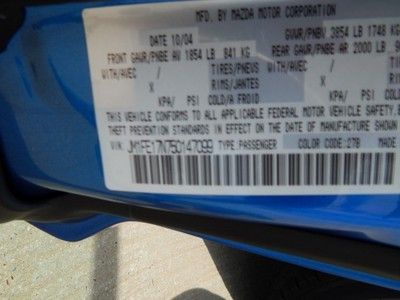 MFD. BY MAZDA MOTOR CORPORATION
DATE 10/04 GVWR/PNBV 3854 LB 1748 KG
FRONT GAWR/PNBE AV 1854 LB 841 KG REAR GAWR/PNBE AR 2000 LB
WITH/AVEC / TIRES/PNEUS WITH/AVEC /
X RIMS/JANTES X
KPA/ PSI COLD/A FROID KPA/ PSI
THIS VEHICLE CONFORMS TO ALL APPLICABLE FEDERAL MOTOR VEHICLE SAFETY,
THEFT PREVENTION STANDARDS IN EFFECT ON THE DATE OF MANUFACTURE SHOWN
VIN: JM1FE17N750147099 TYPE:PASSENGER COLOR CODE:27B MADE